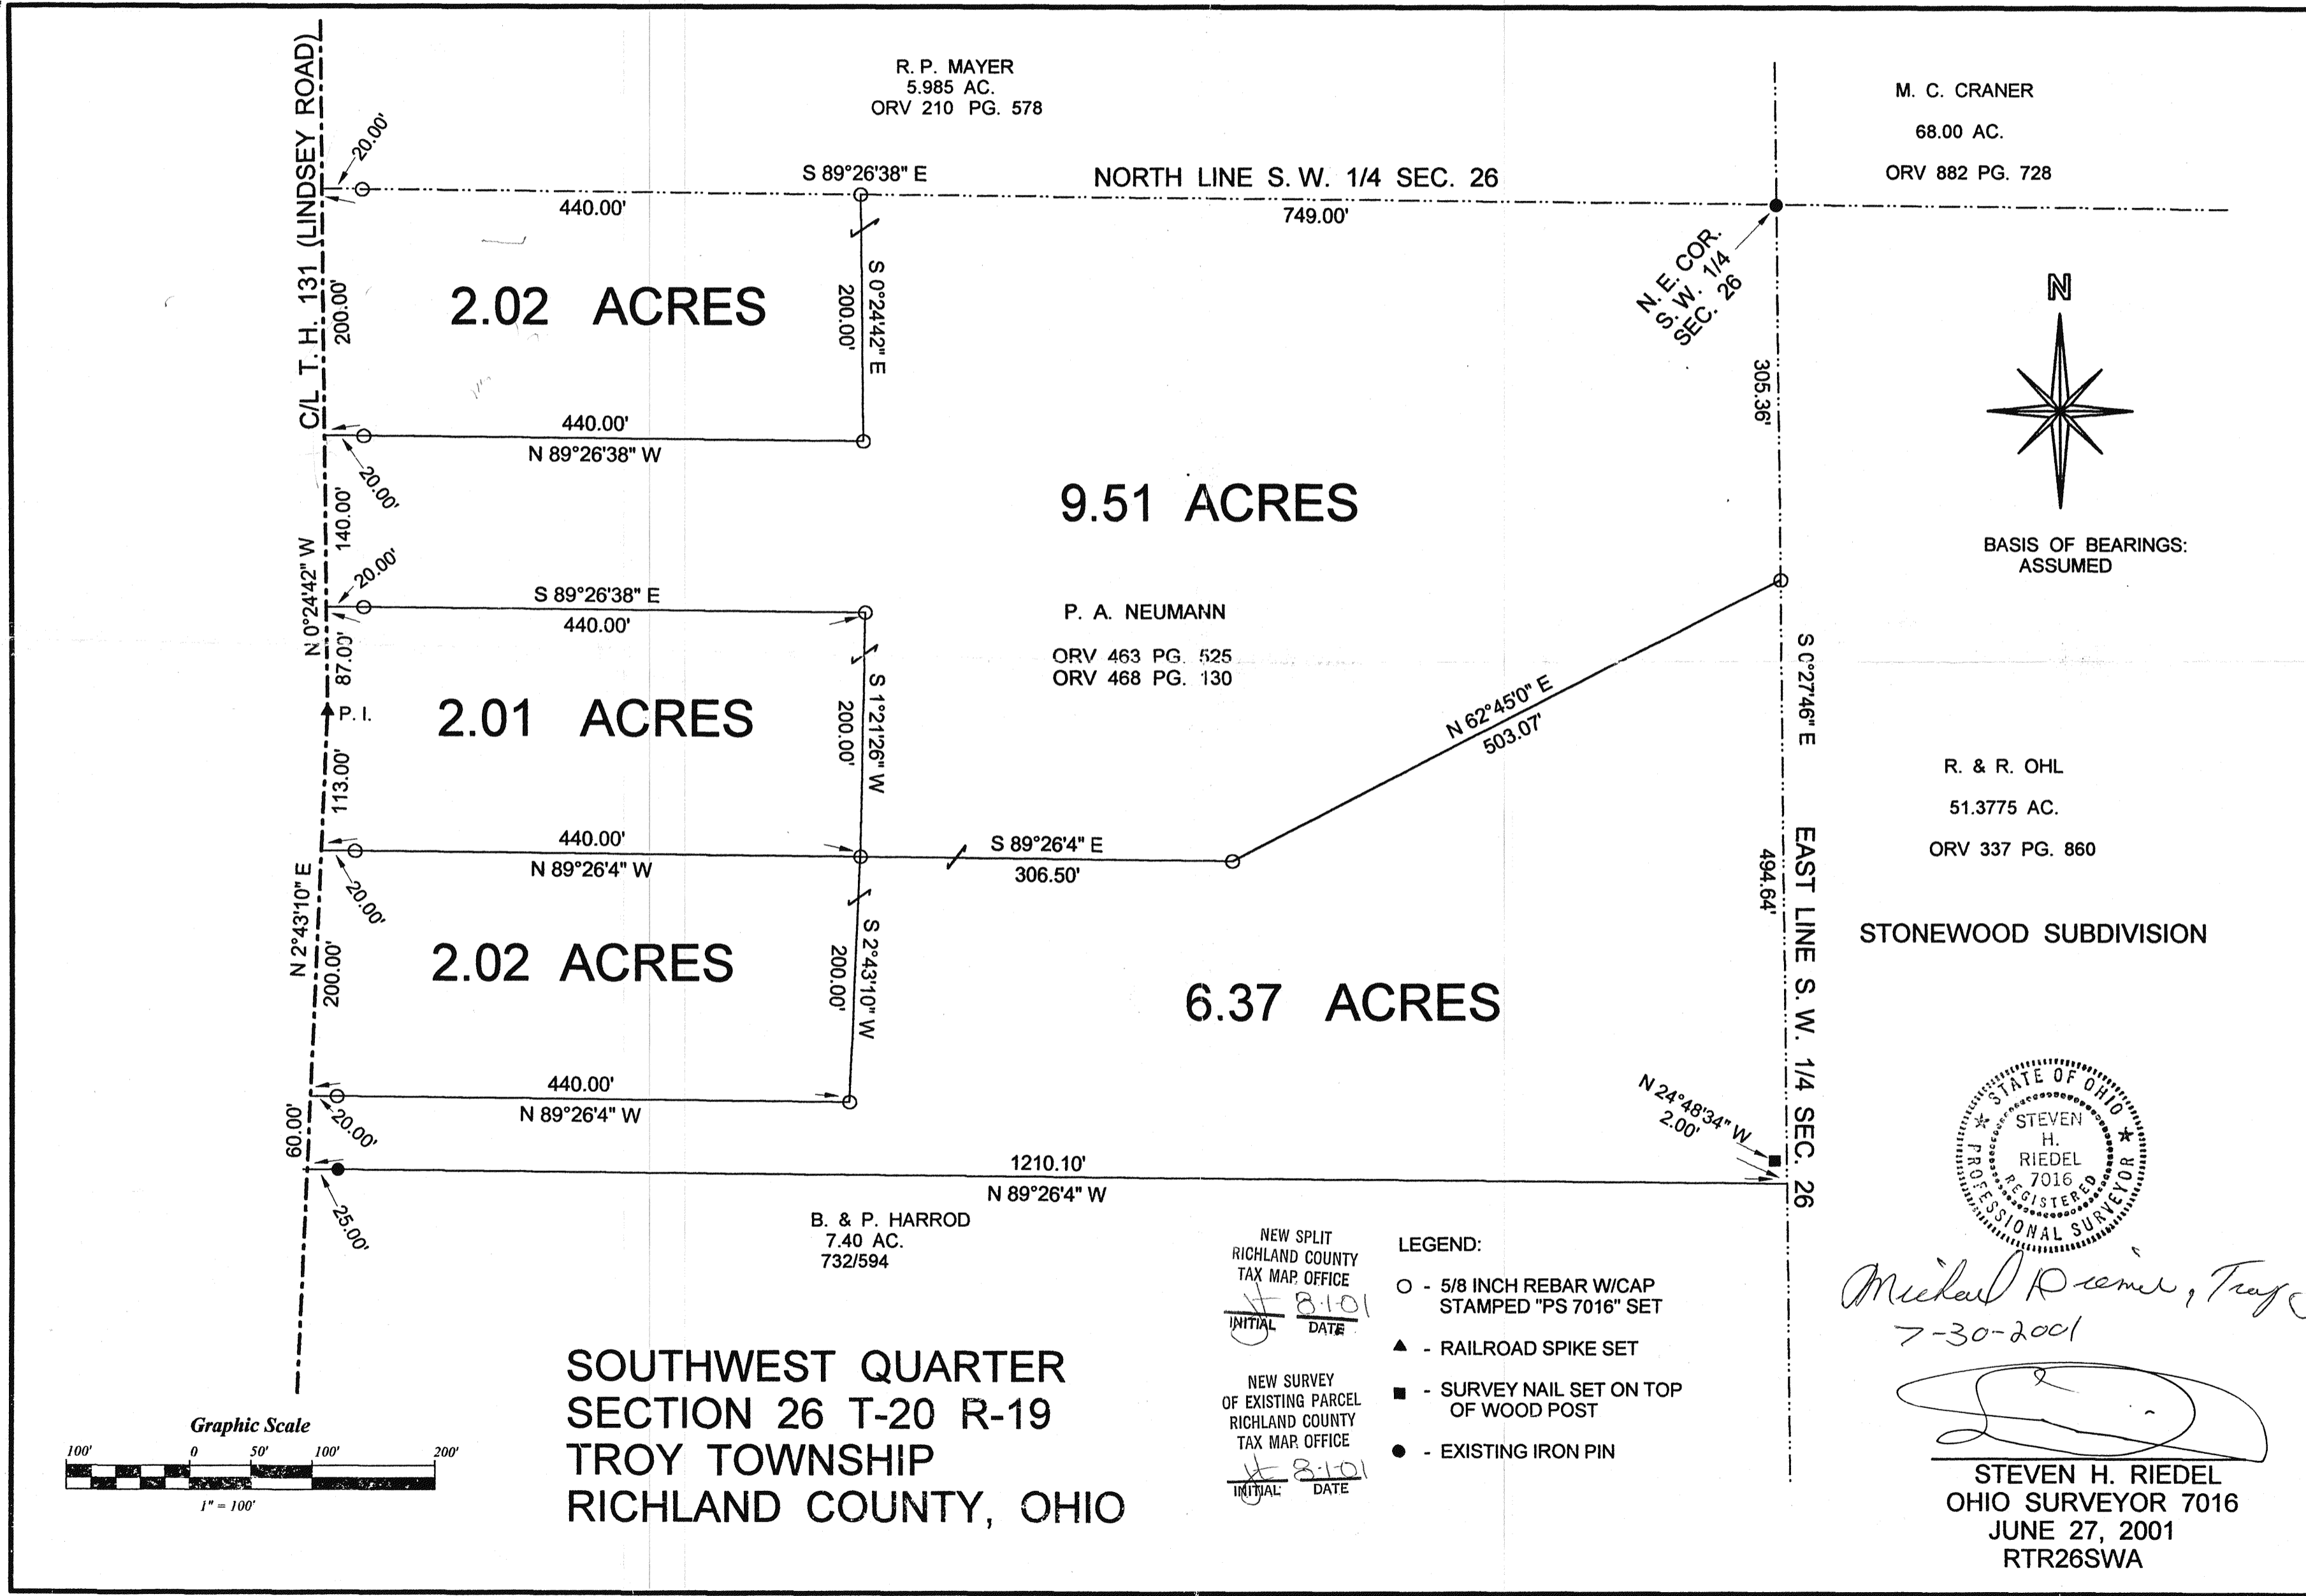 R. P. MAYER
5.985 AC.
ORV 210 PG. 578
M. C. CRANER
68.00 AC.
ORV 882 PG. 728
C/L T. H. 131 (LINDSEY ROAD)
20.00'
S 89°26'38" E
440.00'
NORTH LINE S. W. 1/4 SEC. 26
749.00'
N. E. COR.
S. W. 1/4
SEC. 26
200.00'
2.02 ACRES
S 0°24'42" E
200.00'
305.36'
N
440.00'
N 89°26'38" W
20.00'
140.00'
9.51 ACRES
BASIS OF BEARINGS:
ASSUMED
N 0°24'42" W
20.00'
S 89°26'38" E
440.00'
P. A. NEUMANN
ORV 463 PG. 525
ORV 468 PG. 130
87.00'
P. I.
2.01 ACRES
S 1°21'26" W
200.00'
N 62°45'0" E
503.07'
S 0°27'46" E
113.00'
440.00'
N 89°26'4" W
20.00'
S 89°26'4" E
306.50'
R. & R. OHL
51.3775 AC.
ORV 337 PG. 860
494.64'
EAST LINE S. W. 1/4 SEC. 26
STONEWOOD SUBDIVISION
N 2°43'10" E
200.00'
2.02 ACRES
S 2°43'10" W
200.00'
6.37 ACRES
440.00'
N 89°26'4" W
20.00'
60.00'
N 24°48'34" W
2.00'
1210.10'
N 89°26'4" W
25.00'
B. & P. HARROD
7.40 AC.
732/594
STATE OF OHIO
STEVEN
H.
RIEDEL
7016
REGISTERED
PROFESSIONAL SURVEYOR
NEW SPLIT
RICHLAND COUNTY
TAX MAP OFFICE
8-1-01
INITIAL DATE
NEW SURVEY
OF EXISTING PARCEL
RICHLAND COUNTY
TAX MAP OFFICE
8-1-01
INITIAL DATE
LEGEND:
- 5/8 INCH REBAR W/CAP
STAMPED "PS 7016" SET
- RAILROAD SPIKE SET
- SURVEY NAIL SET ON TOP
OF WOOD POST
- EXISTING IRON PIN
Michael
7-30-2001
STEVEN H. RIEDEL
OHIO SURVEYOR 7016
JUNE 27, 2001
RTR26SWA
SOUTHWEST QUARTER
SECTION 26 T-20 R-19
TROY TOWNSHIP
RICHLAND COUNTY, OHIO
Graphic Scale
100' 0 50' 100' 200'
1" = 100'